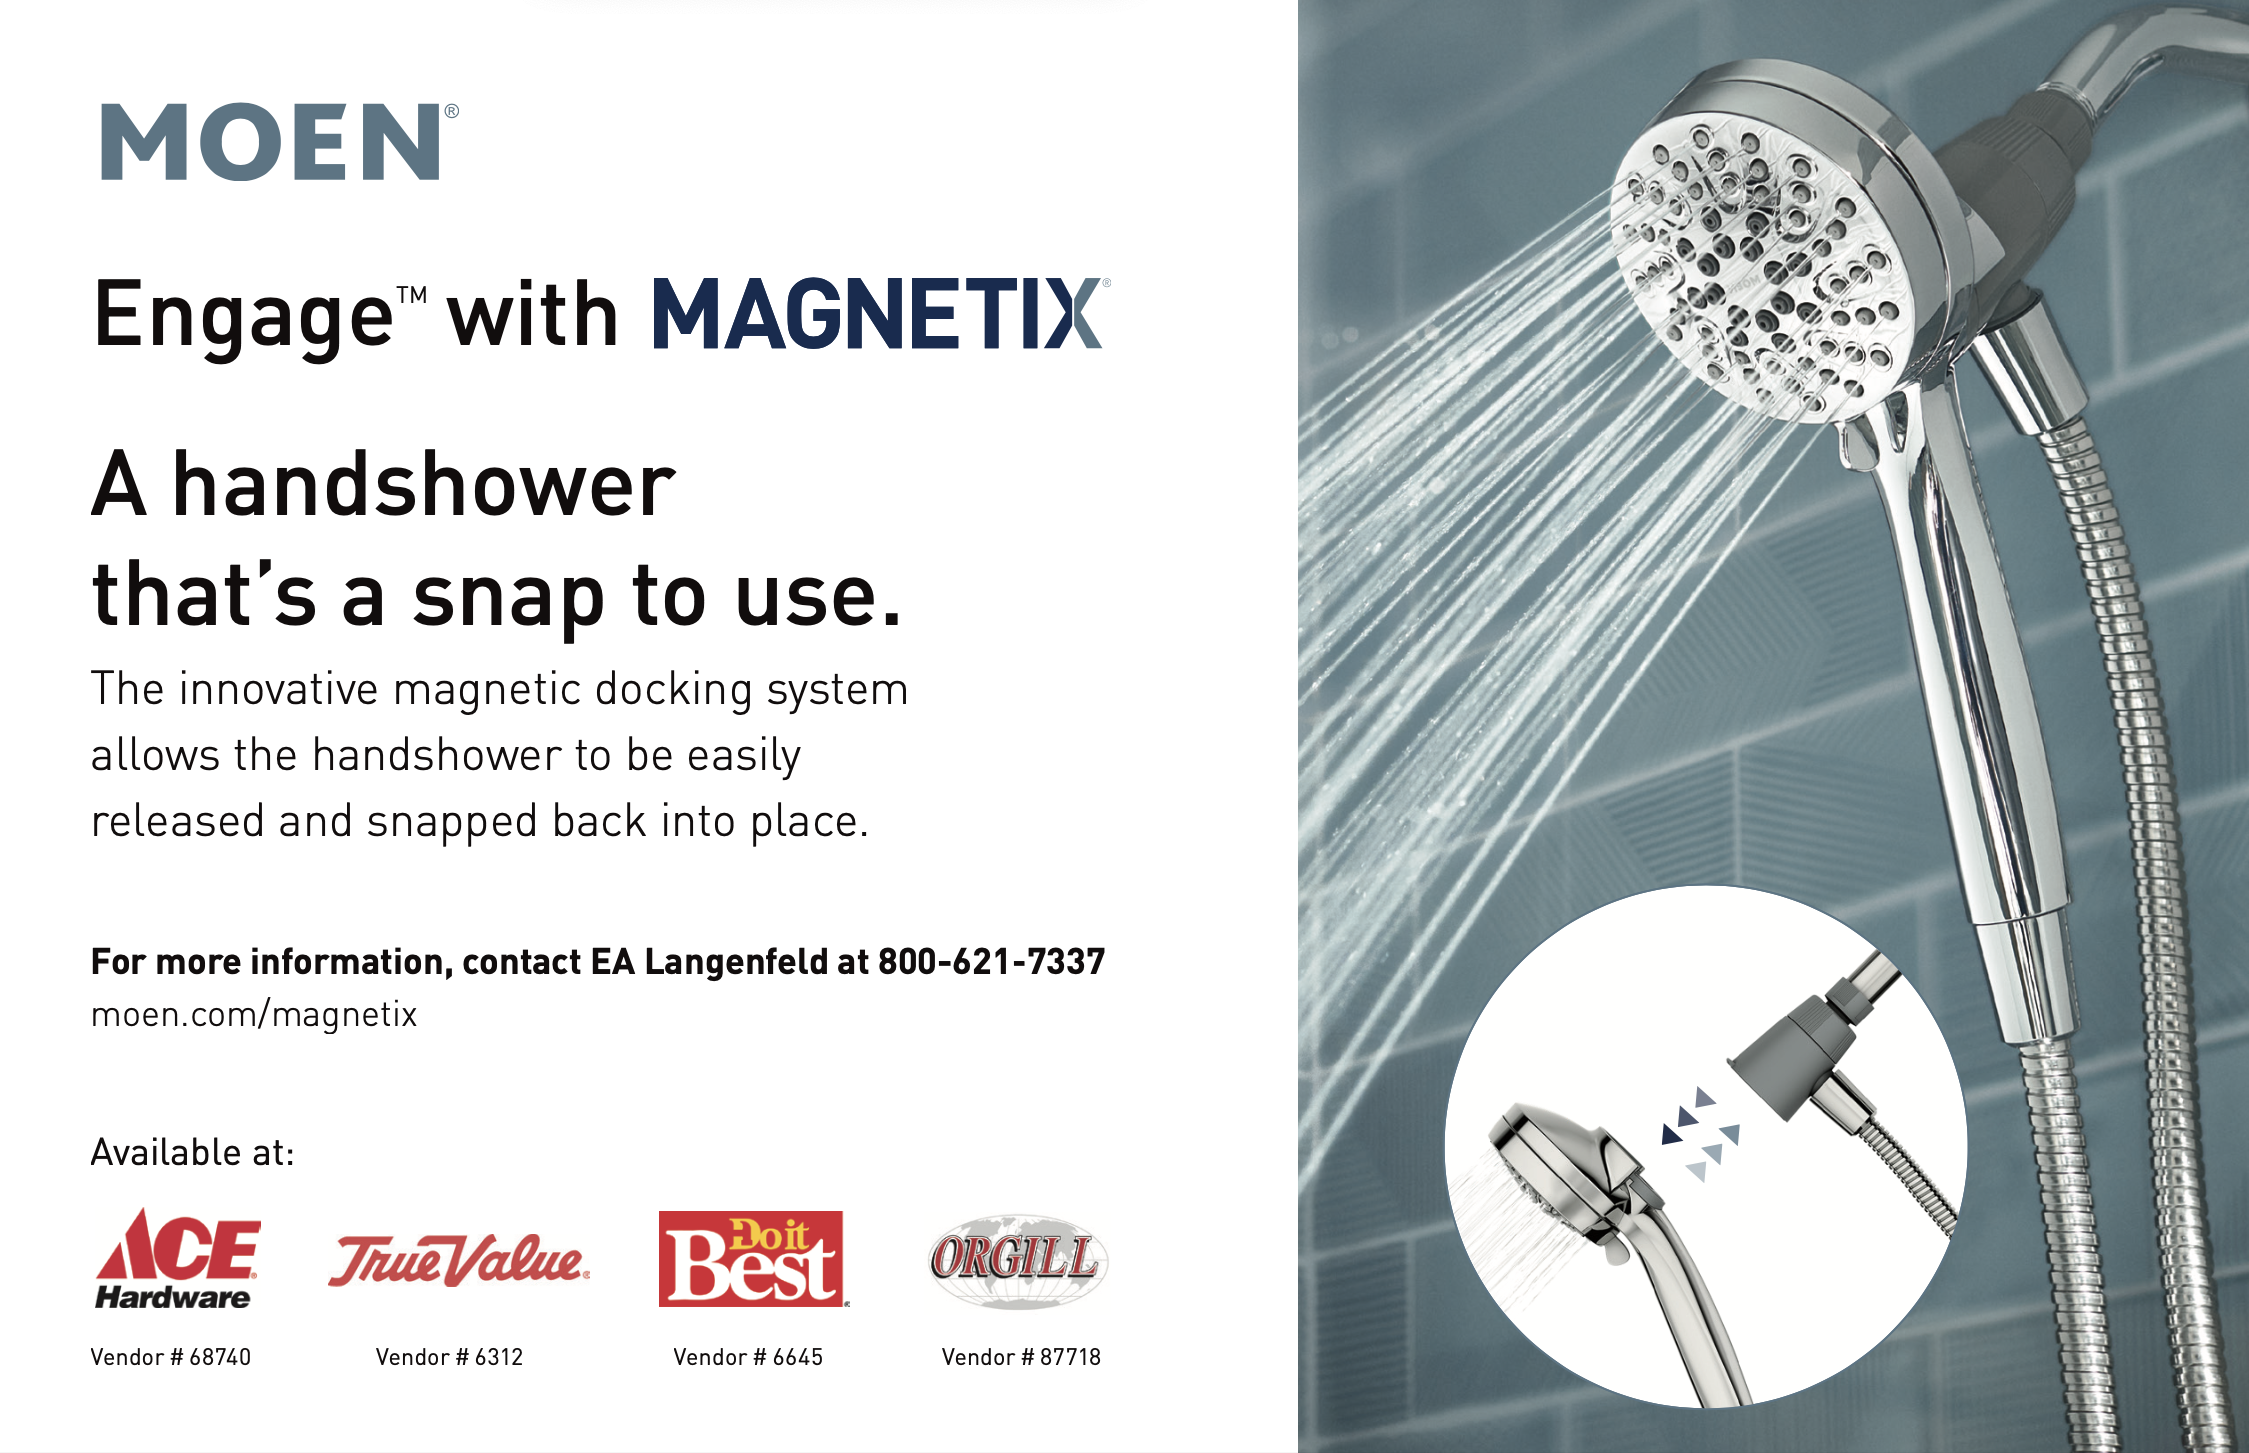 MOEN®
Engage™ with MAGNETIX®
A handshower
that's a snap to use.
The innovative magnetic docking system
allows the handshower to be easily
released and snapped back into place.
For more information, contact EA Langenfeld at 800-621-7337
moen.com/magnetix
Available at:
ACE Hardware
True Value®
Do it Best
ORGILL
Vendor # 68740
Vendor # 6312
Vendor # 6645
Vendor # 87718
MOEN